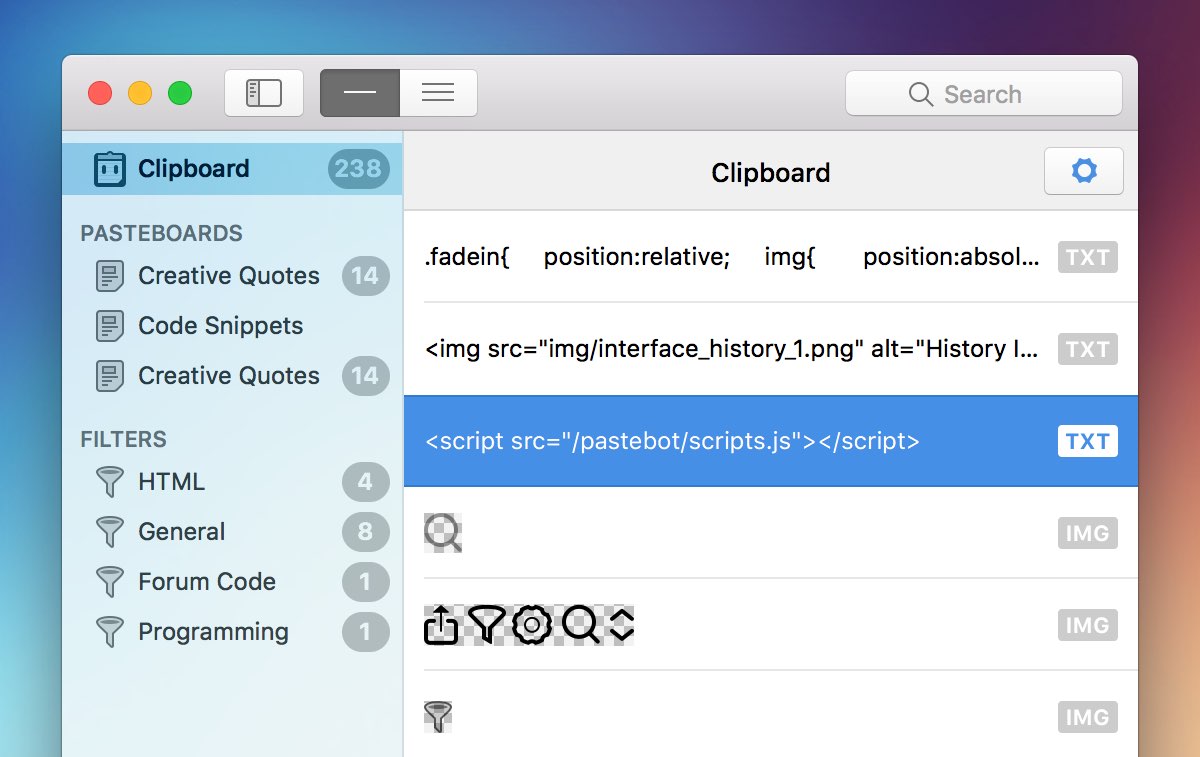 Search
Clipboard 238
PASTEBOARDS
Creative Quotes 14
Code Snippets
Creative Quotes 14
FILTERS
HTML 4
General 8
Forum Code 1
Programming 1
Clipboard
.fadein{ position:relative; img{ position:absol... TXT
<img src="img/interface_history_1.png" alt="History I... TXT
<script src="/pastebot/scripts.js"></script> TXT
IMG
IMG
IMG